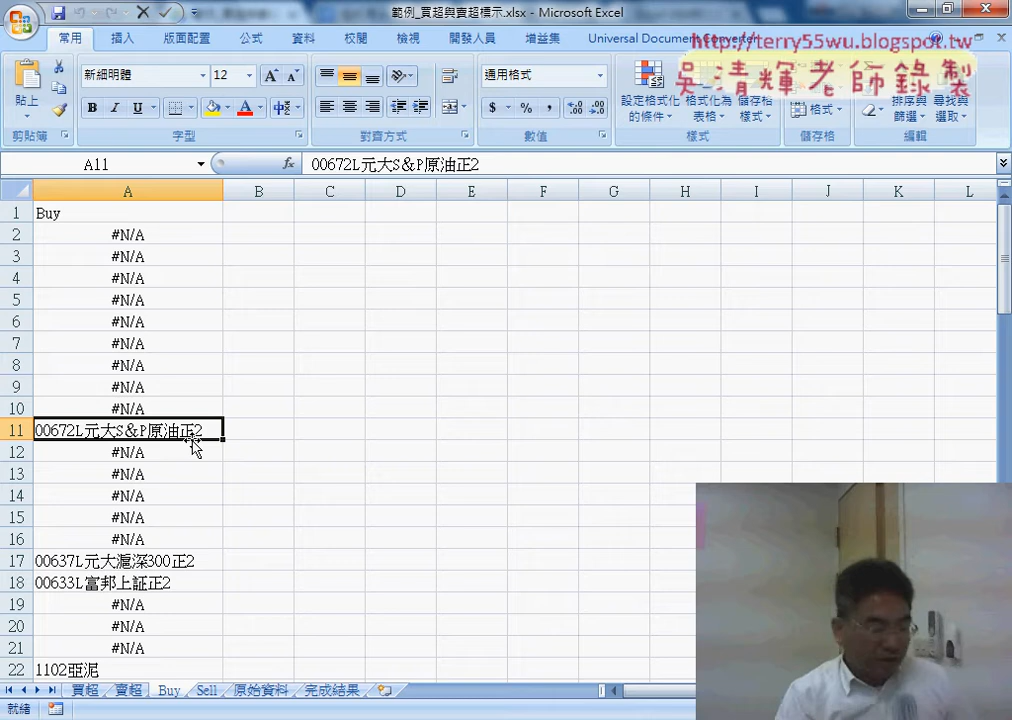 範例_買超與賣超標示.xlsx - Microsoft Excel
常用 插入 版面配置 公式 資料 校閱 檢視 開發人員 增益集 Universal Document Converter
http://terry55wu.blogspot.tw
吳清輝老師錄製
貼上 新細明體 12 A A 通用格式 設定格式化的條件 格式化為表格 儲存格樣式 格式 排序與篩選 尋找與選取
B I U A 中 $ % ,
剪貼簿 字型 對齊方式 數值 樣式 儲存格 編輯
A11 fx 00672L元大S&P原油正2
A B C D E F G H I J K L
1 Buy
2 #N/A
3 #N/A
4 #N/A
5 #N/A
6 #N/A
7 #N/A
8 #N/A
9 #N/A
10 #N/A
11 00672L元大S&P原油正2
12 #N/A
13 #N/A
14 #N/A
15 #N/A
16 #N/A
17 00637L元大滬深300正2
18 00633L富邦上証正2
19 #N/A
20 #N/A
21 #N/A
22 1102亞泥
買超 賣超 Buy Sell 原始資料 完成結果
就緒